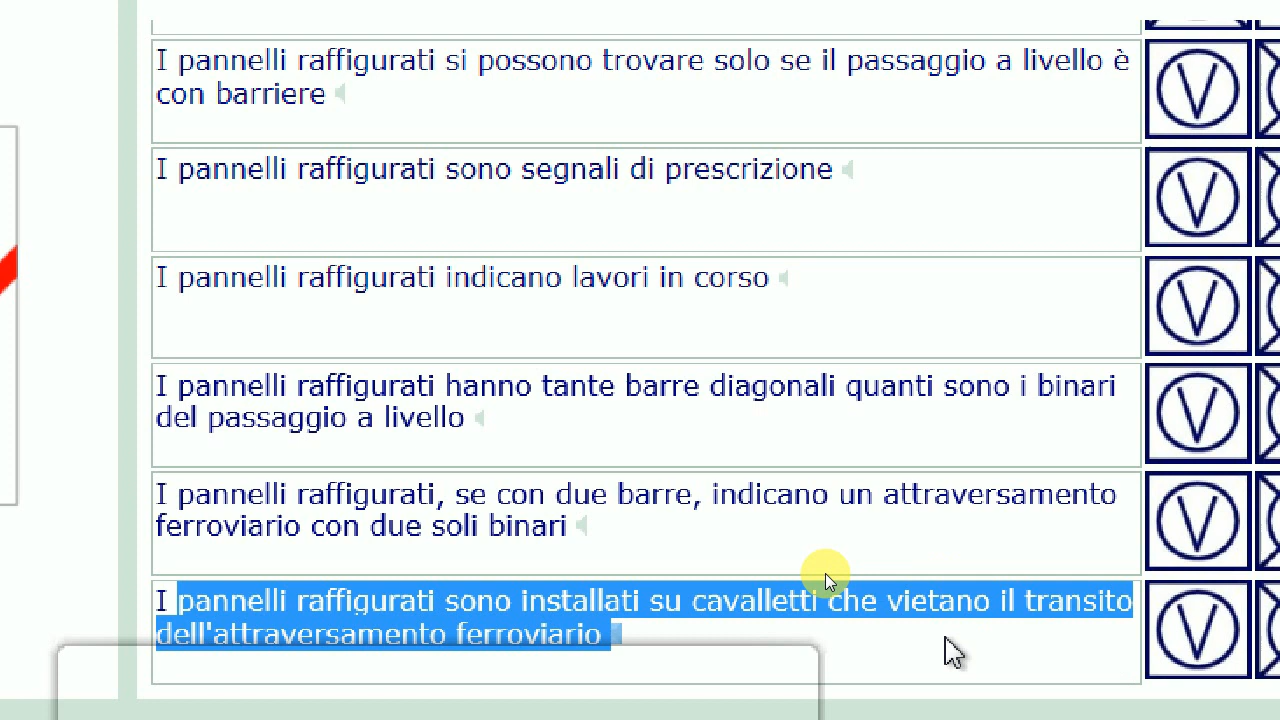 I pannelli raffigurati si possono trovare solo se il passaggio a livello è
con barriere
V
I pannelli raffigurati sono segnali di prescrizione
V
I pannelli raffigurati indicano lavori in corso
V
I pannelli raffigurati hanno tante barre diagonali quanti sono i binari
del passaggio a livello
V
I pannelli raffigurati, se con due barre, indicano un attraversamento
ferroviario con due soli binari
V
I pannelli raffigurati sono installati su cavalletti che vietano il transito
dell'attraversamento ferroviario
V